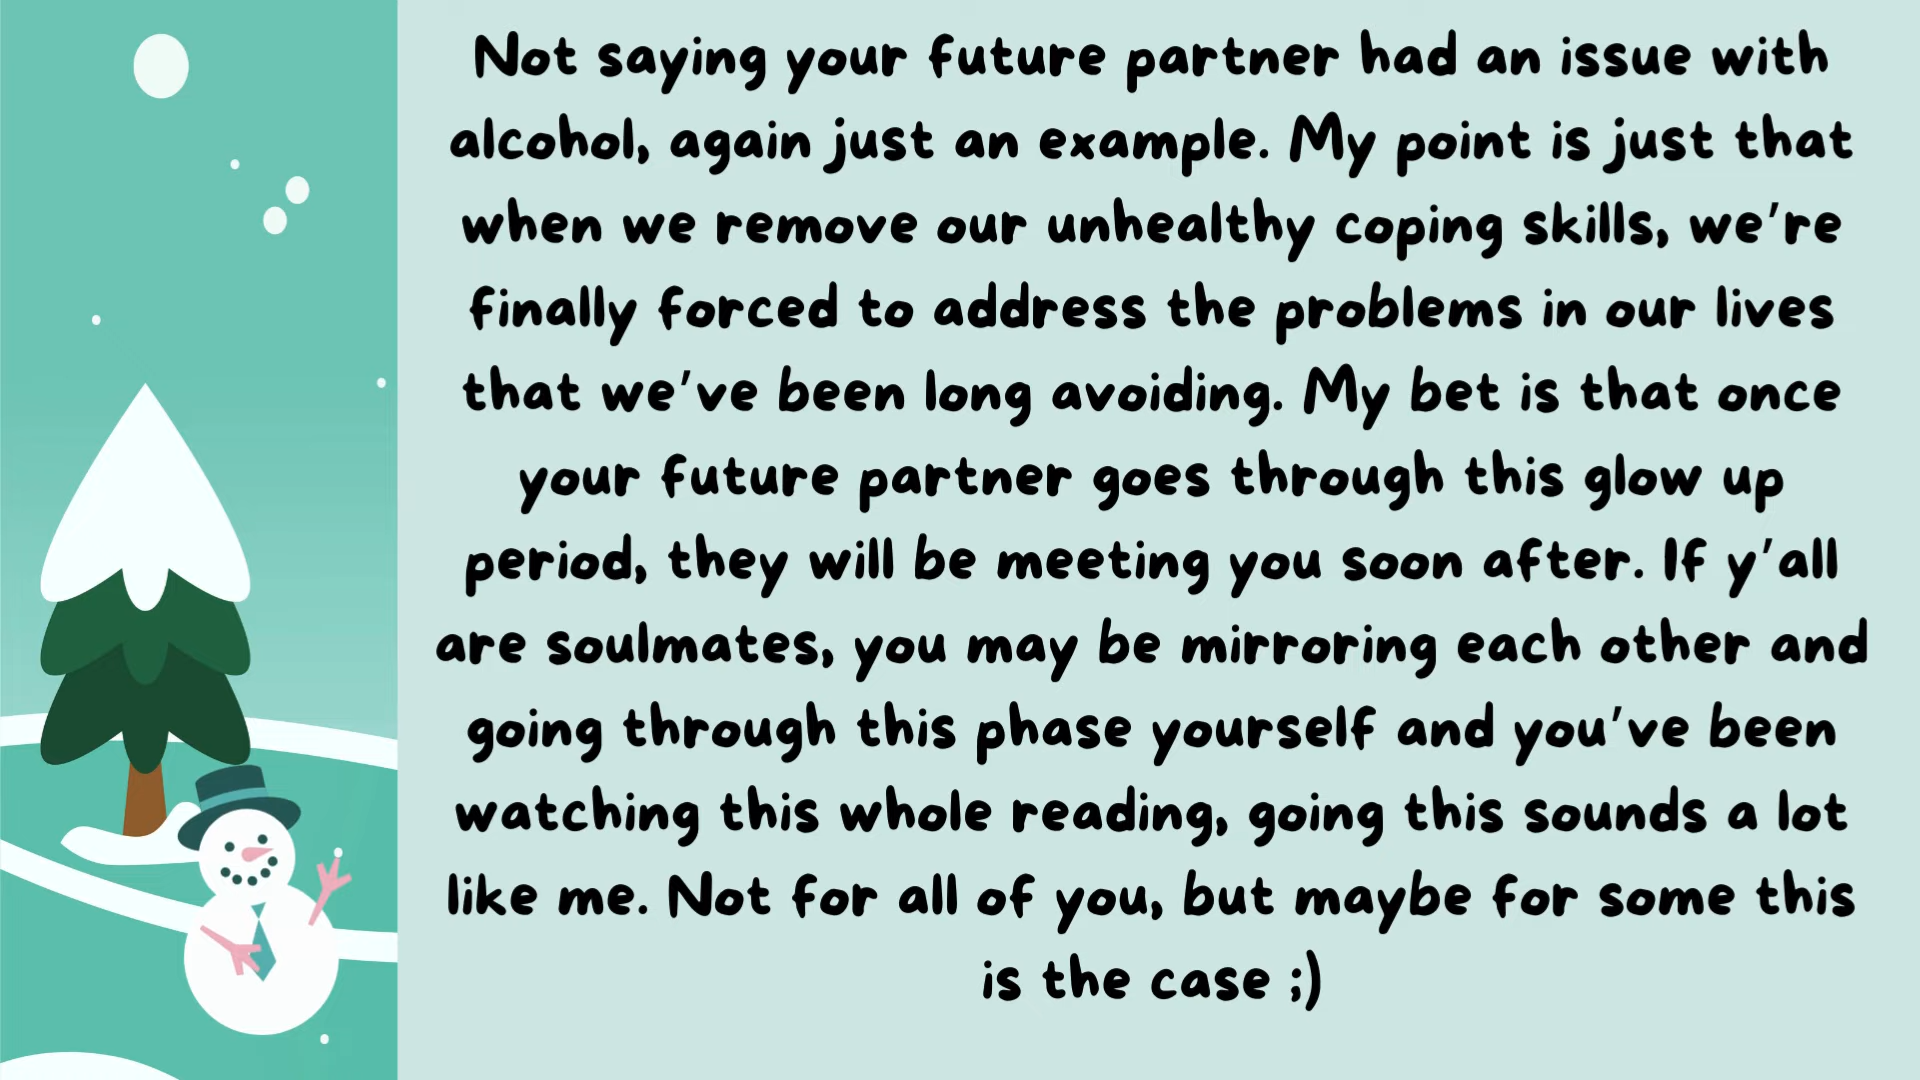 Not saying your future partner had an issue with
alcohol, again just an example. My point is just that
when we remove our unhealthy coping skills, we're
finally forced to address the problems in our lives
that we've been long avoiding. My bet is that once
your future partner goes through this glow up
period, they will be meeting you soon after. If y'all
are soulmates, you may be mirroring each other and
going through this phase yourself and you've been
watching this whole reading, going this sounds a lot
like me. Not for all of you, but maybe for some this
is the case ;)